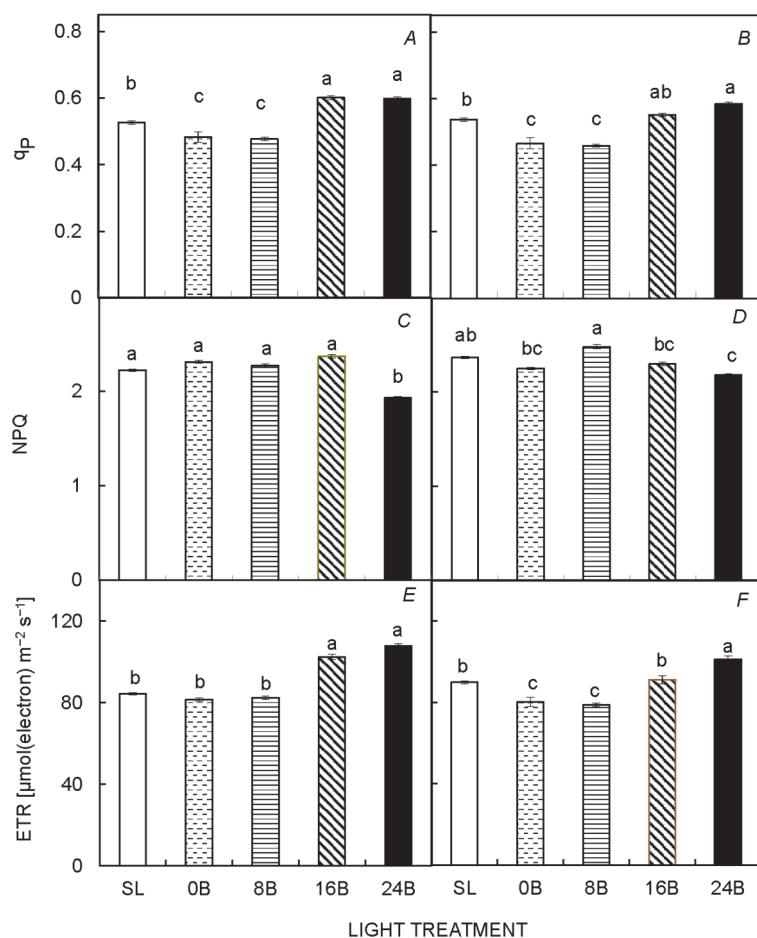 0.8
A
B
b
c
c
a
a
b
c
c
ab
a
0.6
qP
0.4
0.2
0
C
D
a
a
a
a
b
ab
bc
a
bc
c
2
NPQ
1
0
E
F
b
b
b
a
a
b
c
c
b
a
120
ETR [µmol(electron) m⁻² s⁻¹]
80
40
0
SL 0B 8B 16B 24B SL 0B 8B 16B 24B
LIGHT TREATMENT